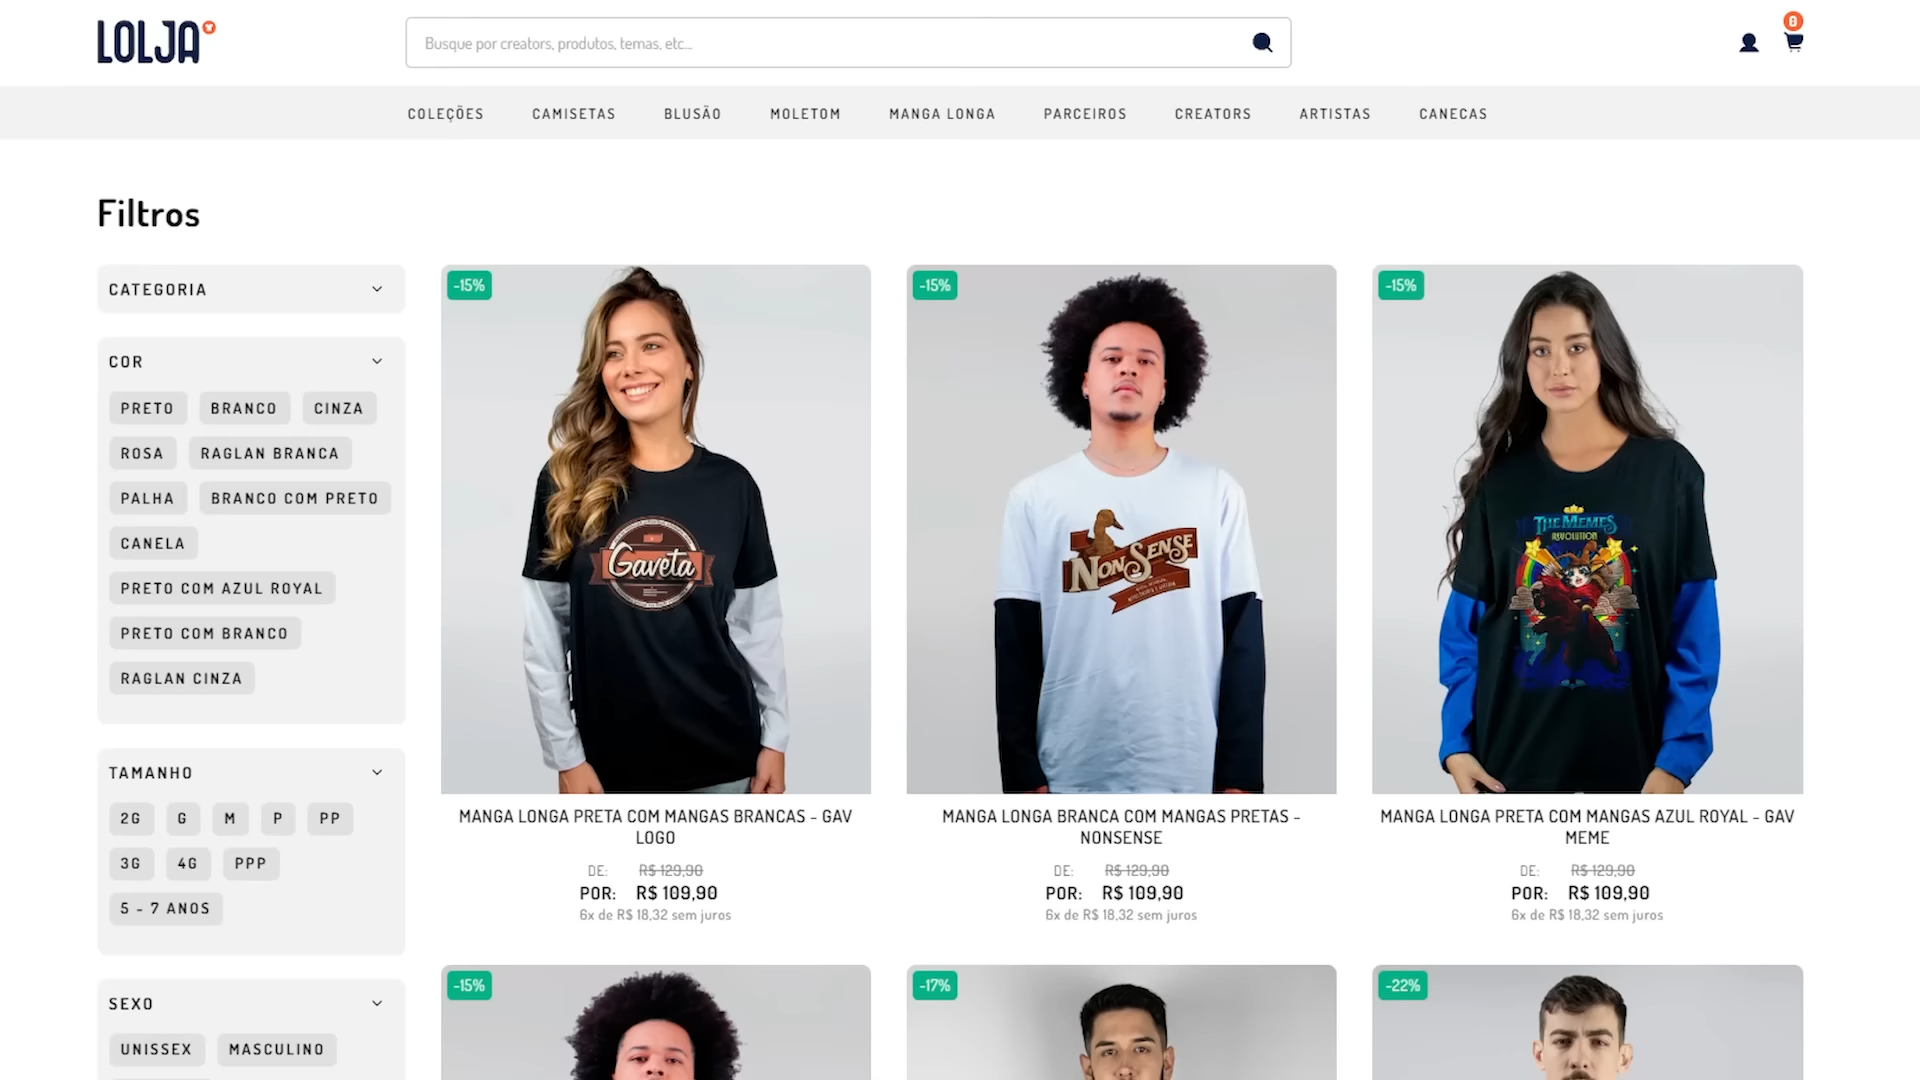 LOLJA
Busque por creators, produtos, temas, etc...
0
COLEÇÕES CAMISETAS BLUSÃO MOLETOM MANGA LONGA PARCEIROS CREATORS ARTISTAS CANECAS
Filtros
CATEGORIA
COR
PRETO BRANCO CINZA
ROSA RAGLAN BRANCA
PALHA BRANCO COM PRETO
CANELA
PRETO COM AZUL ROYAL
PRETO COM BRANCO
RAGLAN CINZA
TAMANHO
2G G M P PP
3G 4G PPP
5 - 7 ANOS
SEXO
UNISSEX MASCULINO
-15%
Gaveta
MANGA LONGA PRETA COM MANGAS BRANCAS - GAV
LOGO
DE: R$ 129,90
POR: R$ 109,90
6x de R$ 18,32 sem juros
-15%
NONSENSE
MANGA LONGA BRANCA COM MANGAS PRETAS -
NONSENSE
DE: R$ 129,90
POR: R$ 109,90
6x de R$ 18,32 sem juros
-15%
THE MEMES
REVOLUTION
MANGA LONGA PRETA COM MANGAS AZUL ROYAL - GAV
MEME
DE: R$ 129,90
POR: R$ 109,90
6x de R$ 18,32 sem juros
-15%
-17%
-22%